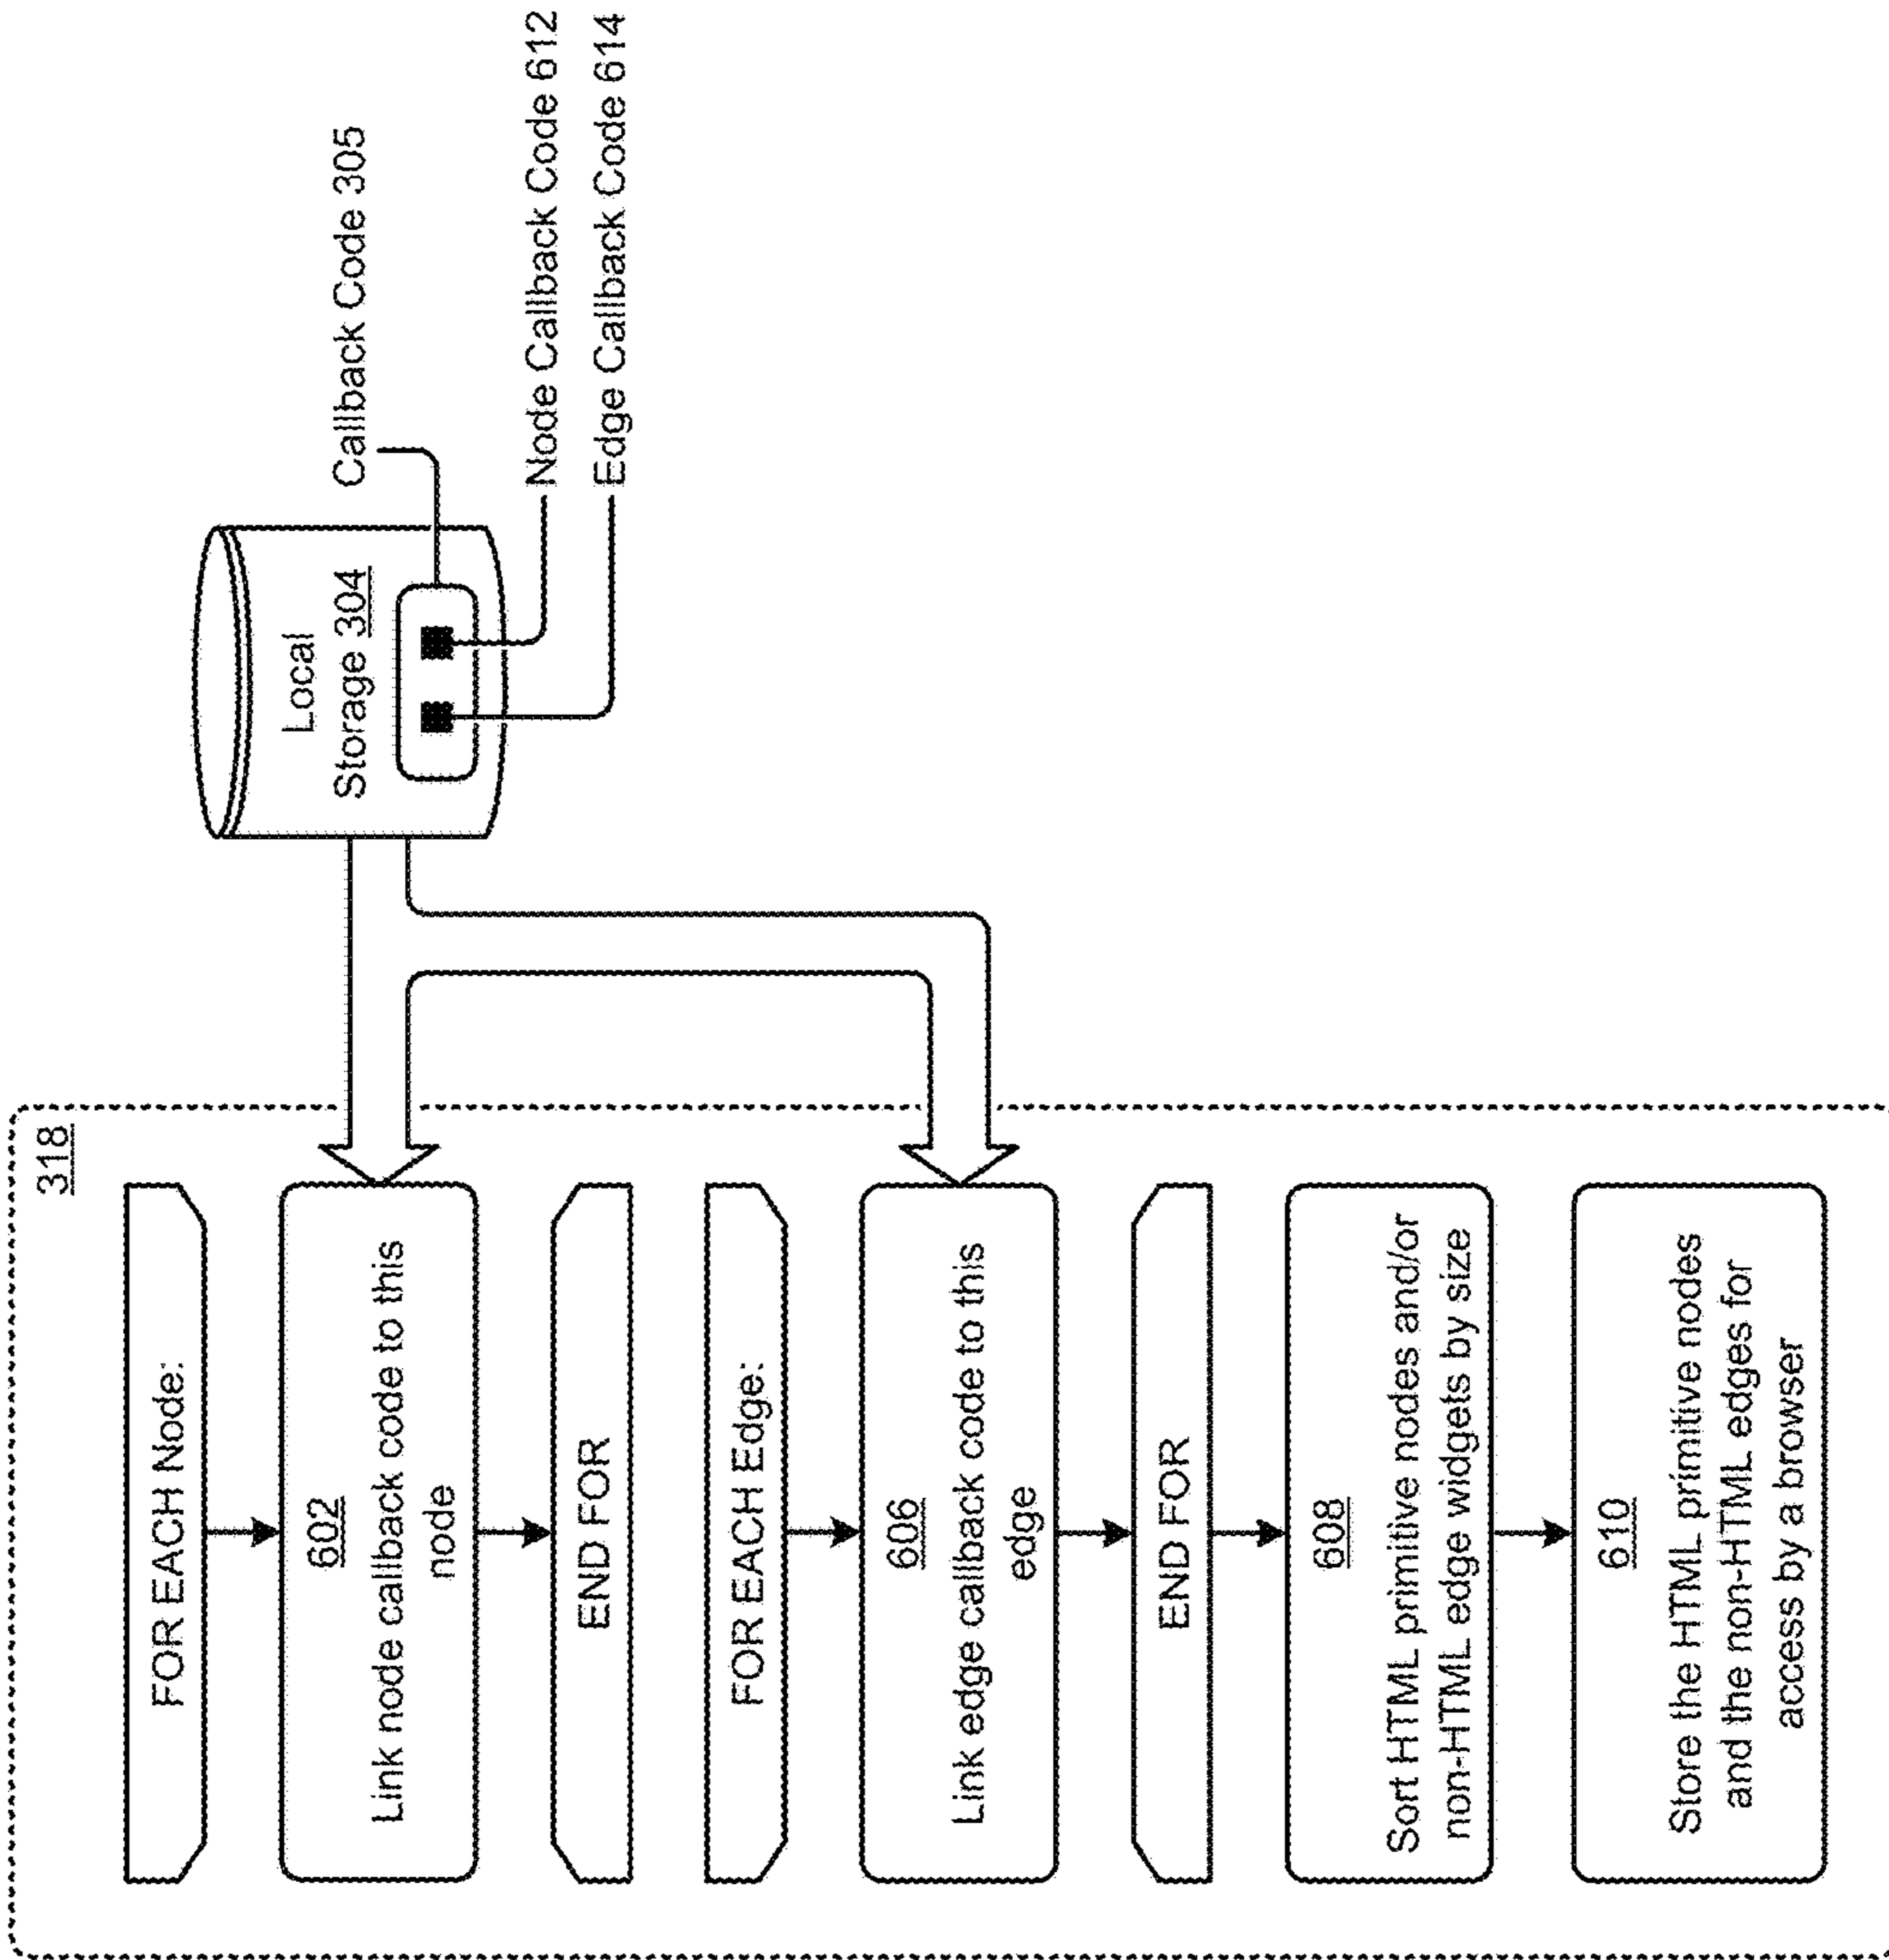 318
FOR EACH Node:
602
Link node callback code to this
node
END FOR
FOR EACH Edge:
606
Link edge callback code to this
edge
END FOR
608
Sort HTML primitive nodes and/or
non-HTML edge widgets by size
610
Store the HTML primitive nodes
and the non-HTML edges for
access by a browser
Local
Storage 304
Callback Code 305
Node Callback Code 612
Edge Callback Code 614